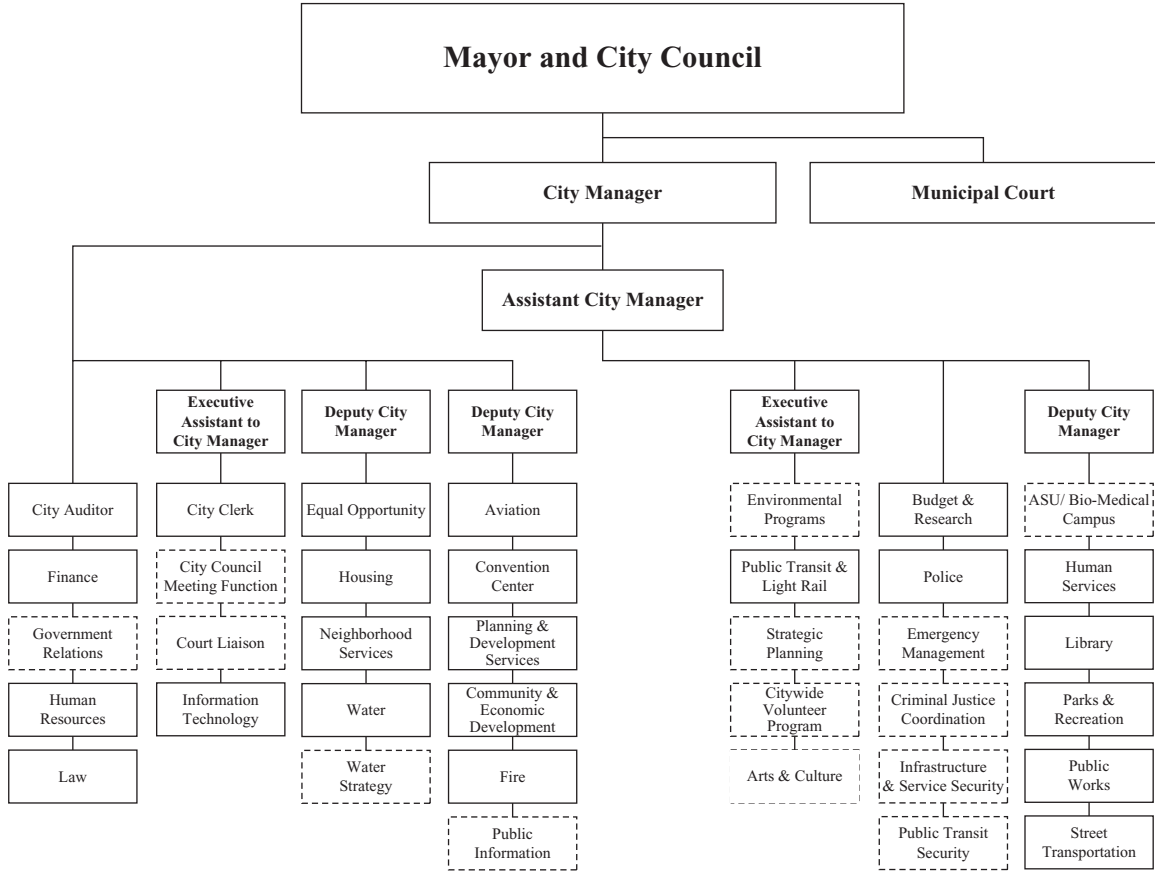 Mayor and City Council
City Manager
Municipal Court
Assistant City Manager
Executive
Assistant to
City Manager
Deputy City
Manager
Deputy City
Manager
Executive
Assistant to
City Manager
Deputy City
Manager
City Auditor
Finance
Government
Relations
Human
Resources
Law
City Clerk
City Council
Meeting Function
Court Liaison
Information
Technology
Equal Opportunity
Housing
Neighborhood
Services
Water
Water
Strategy
Aviation
Convention
Center
Planning &
Development
Services
Community &
Economic
Development
Fire
Public
Information
Environmental
Programs
Public Transit &
Light Rail
Strategic
Planning
Citywide
Volunteer
Program
Arts & Culture
Budget &
Research
Police
Emergency
Management
Criminal Justice
Coordination
Infrastructure
& Service Security
Public Transit
Security
ASU/ Bio-Medical
Campus
Human
Services
Library
Parks &
Recreation
Public
Works
Street
Transportation